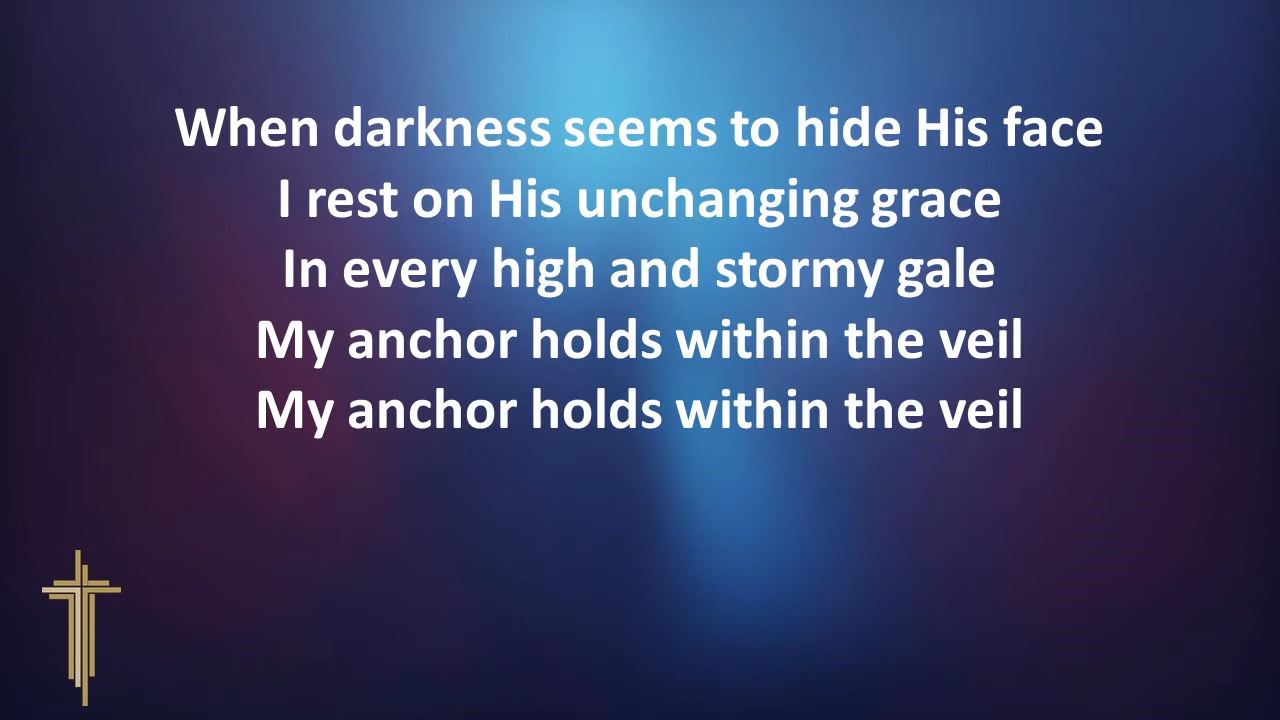 When darkness seems to hide His face
I rest on His unchanging grace
In every high and stormy gale
My anchor holds within the veil
My anchor holds within the veil